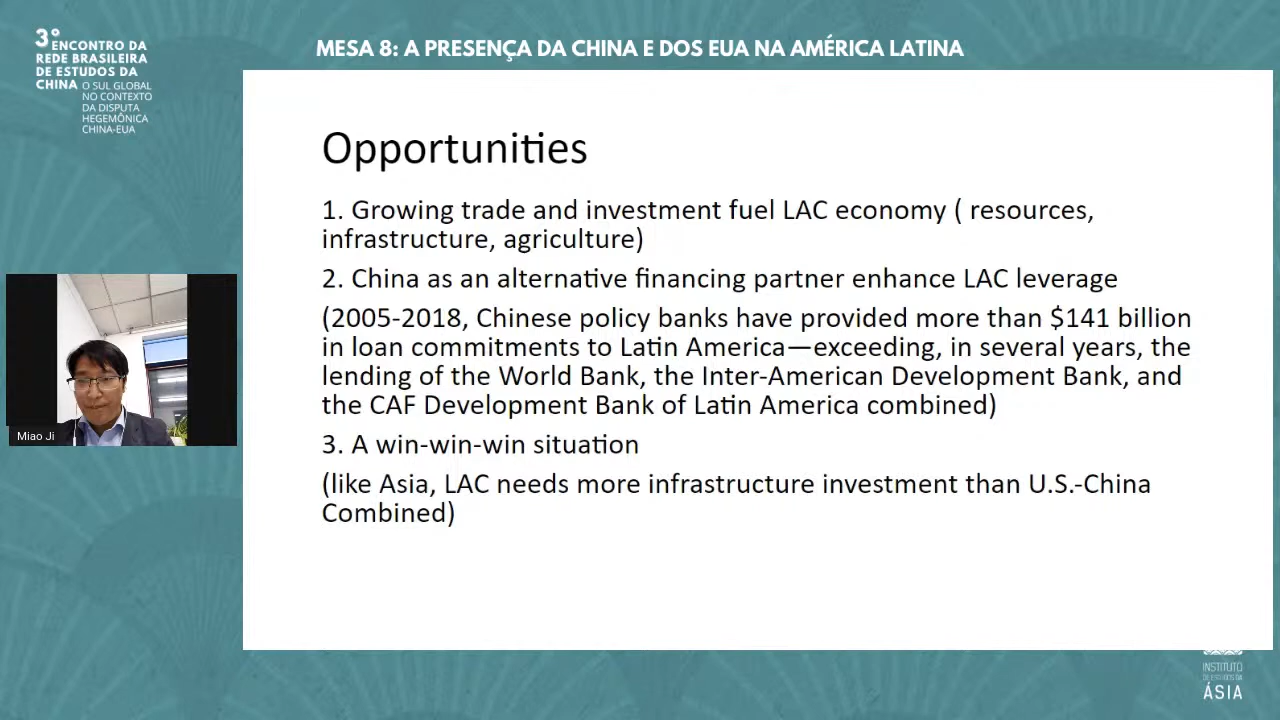 3º ENCONTRO DA
REDE BRASILEIRA
DE ESTUDOS DA
CHINA O SUL GLOBAL
NO CONTEXTO
DA DISPUTA
HEGEMÔNICA
CHINA-EUA
MESA 8: A PRESENÇA DA CHINA E DOS EUA NA AMÉRICA LATINA
Opportunities
1. Growing trade and investment fuel LAC economy ( resources,
infrastructure, agriculture)
2. China as an alternative financing partner enhance LAC leverage
(2005-2018, Chinese policy banks have provided more than $141 billion
in loan commitments to Latin America—exceeding, in several years, the
lending of the World Bank, the Inter-American Development Bank, and
the CAF Development Bank of Latin America combined)
3. A win-win-win situation
(like Asia, LAC needs more infrastructure investment than U.S.-China
Combined)
Miao Ji
INSTITUTO
DE ESTUDOS DA
ÁSIA